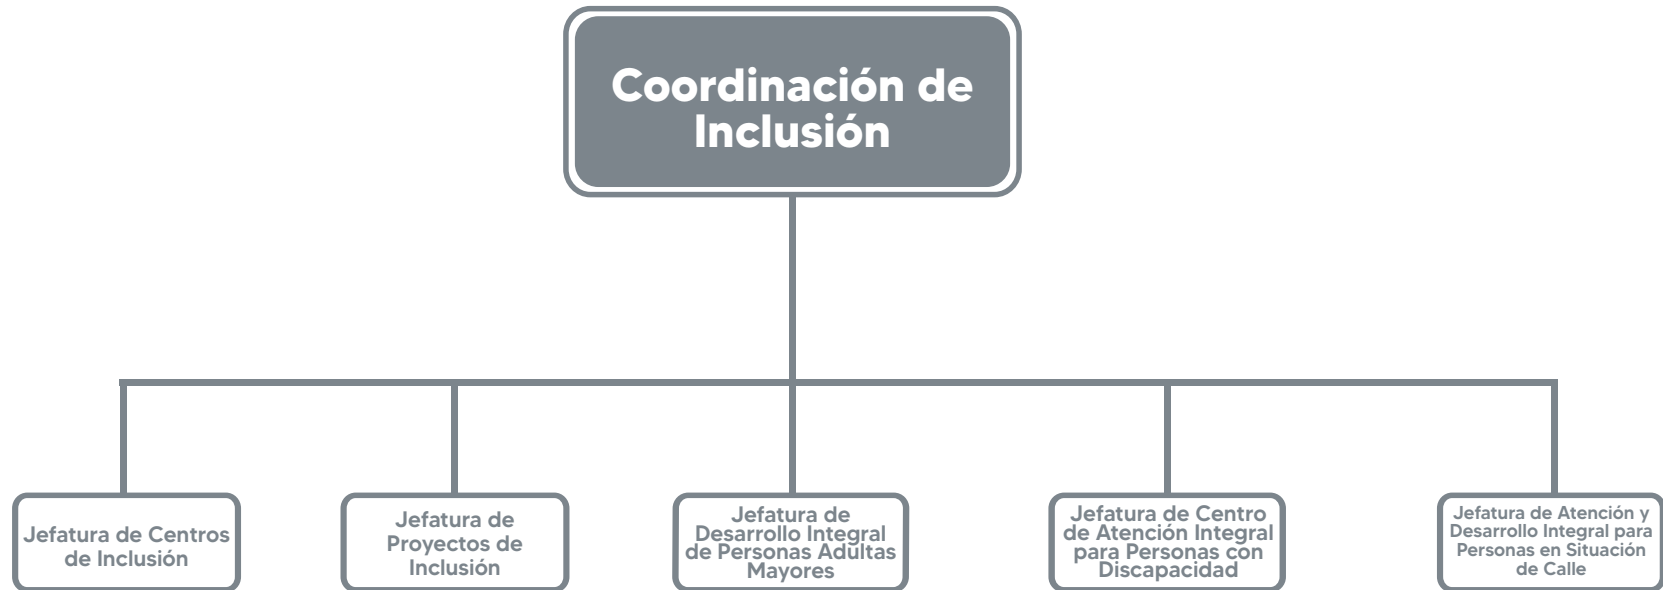 Coordinación de
Inclusión
Jefatura de Centros
de Inclusión
Jefatura de
Proyectos de
Inclusión
Jefatura de
Desarrollo Integral
de Personas Adultas
Mayores
Jefatura de Centro
de Atención Integral
para Personas con
Discapacidad
Jefatura de Atención y
Desarrollo Integral para
Personas en Situación
de Calle